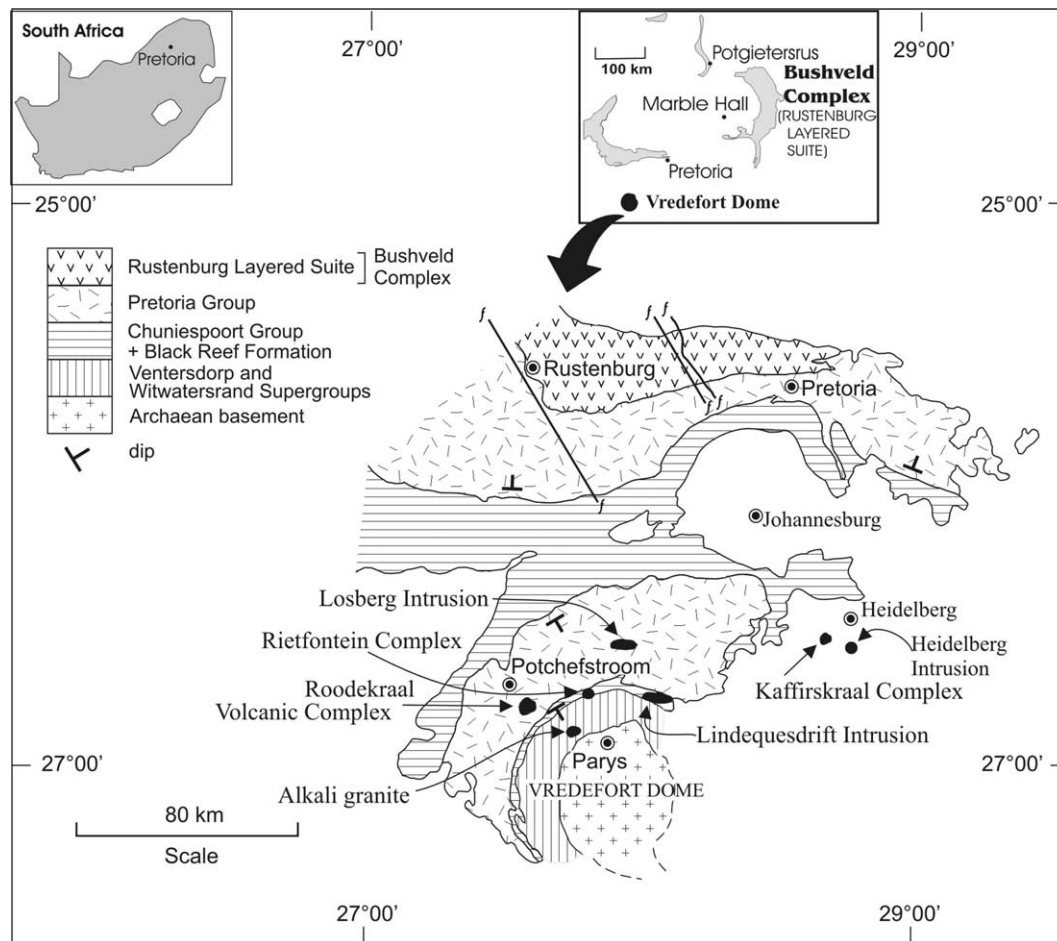 South Africa
Pretoria
27°00'
29°00'
100 km
Potgietersrus
Bushveld
Complex
(RUSTENBURG
LAYERED
SUITE)
Marble Hall
Pretoria
Vredefort Dome
25°00'
25°00'
Rustenburg Layered Suite
Bushveld
Complex
Pretoria Group
Chuniespoort Group
+ Black Reef Formation
Ventersdorp and
Witwatersrand Supergroups
Archaean basement
dip
f
f
f
f
f
f
Rustenburg
Pretoria
Johannesburg
Losberg Intrusion
Rietfontein Complex
Potchefstroom
Roodekraal
Volcanic Complex
Heidelberg
Heidelberg
Intrusion
Kaffirskraal Complex
Lindequesdrift Intrusion
Parys
VREDEFORT DOME
Alkali granite
27°00'
27°00'
80 km
Scale
27°00'
29°00'